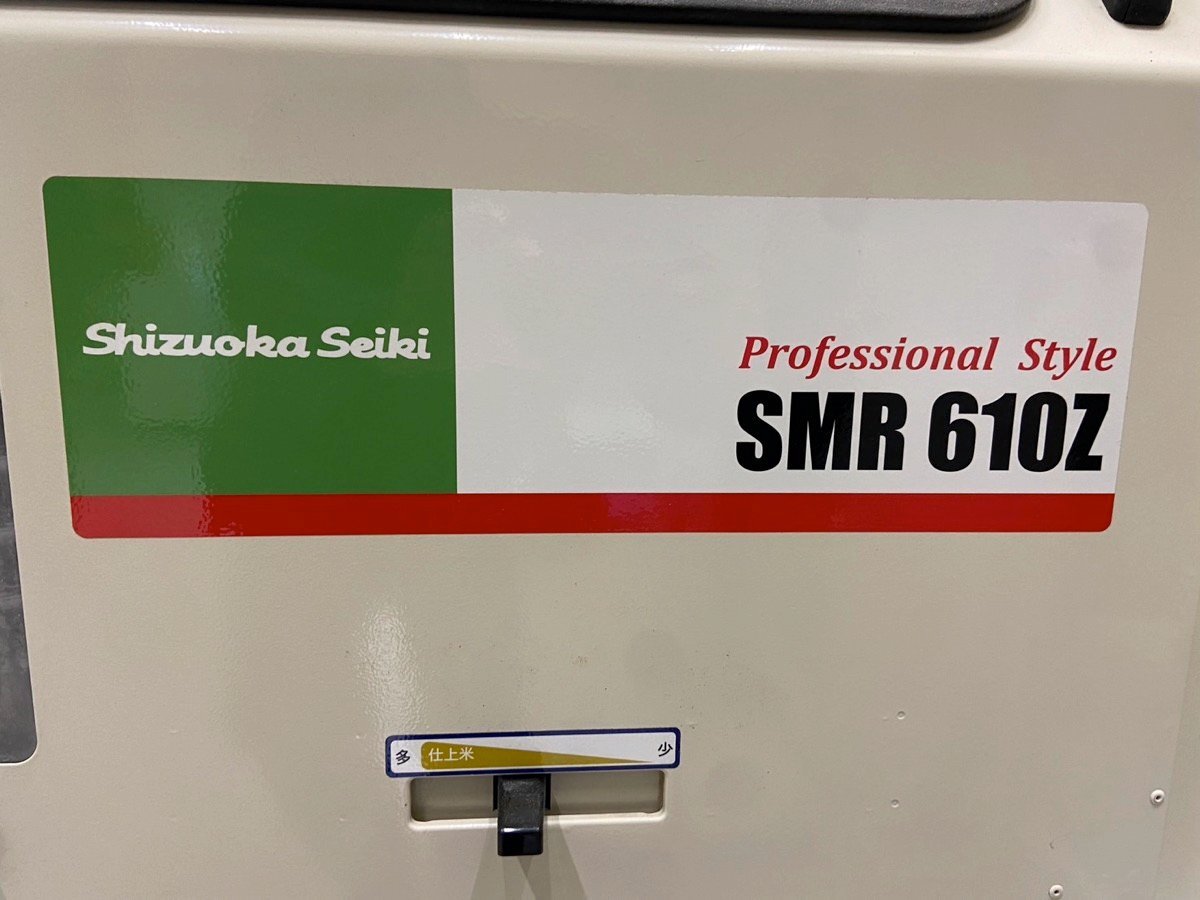 Shizuoka Seiki
Professional Style
SMR 610Z
多 仕上米 少